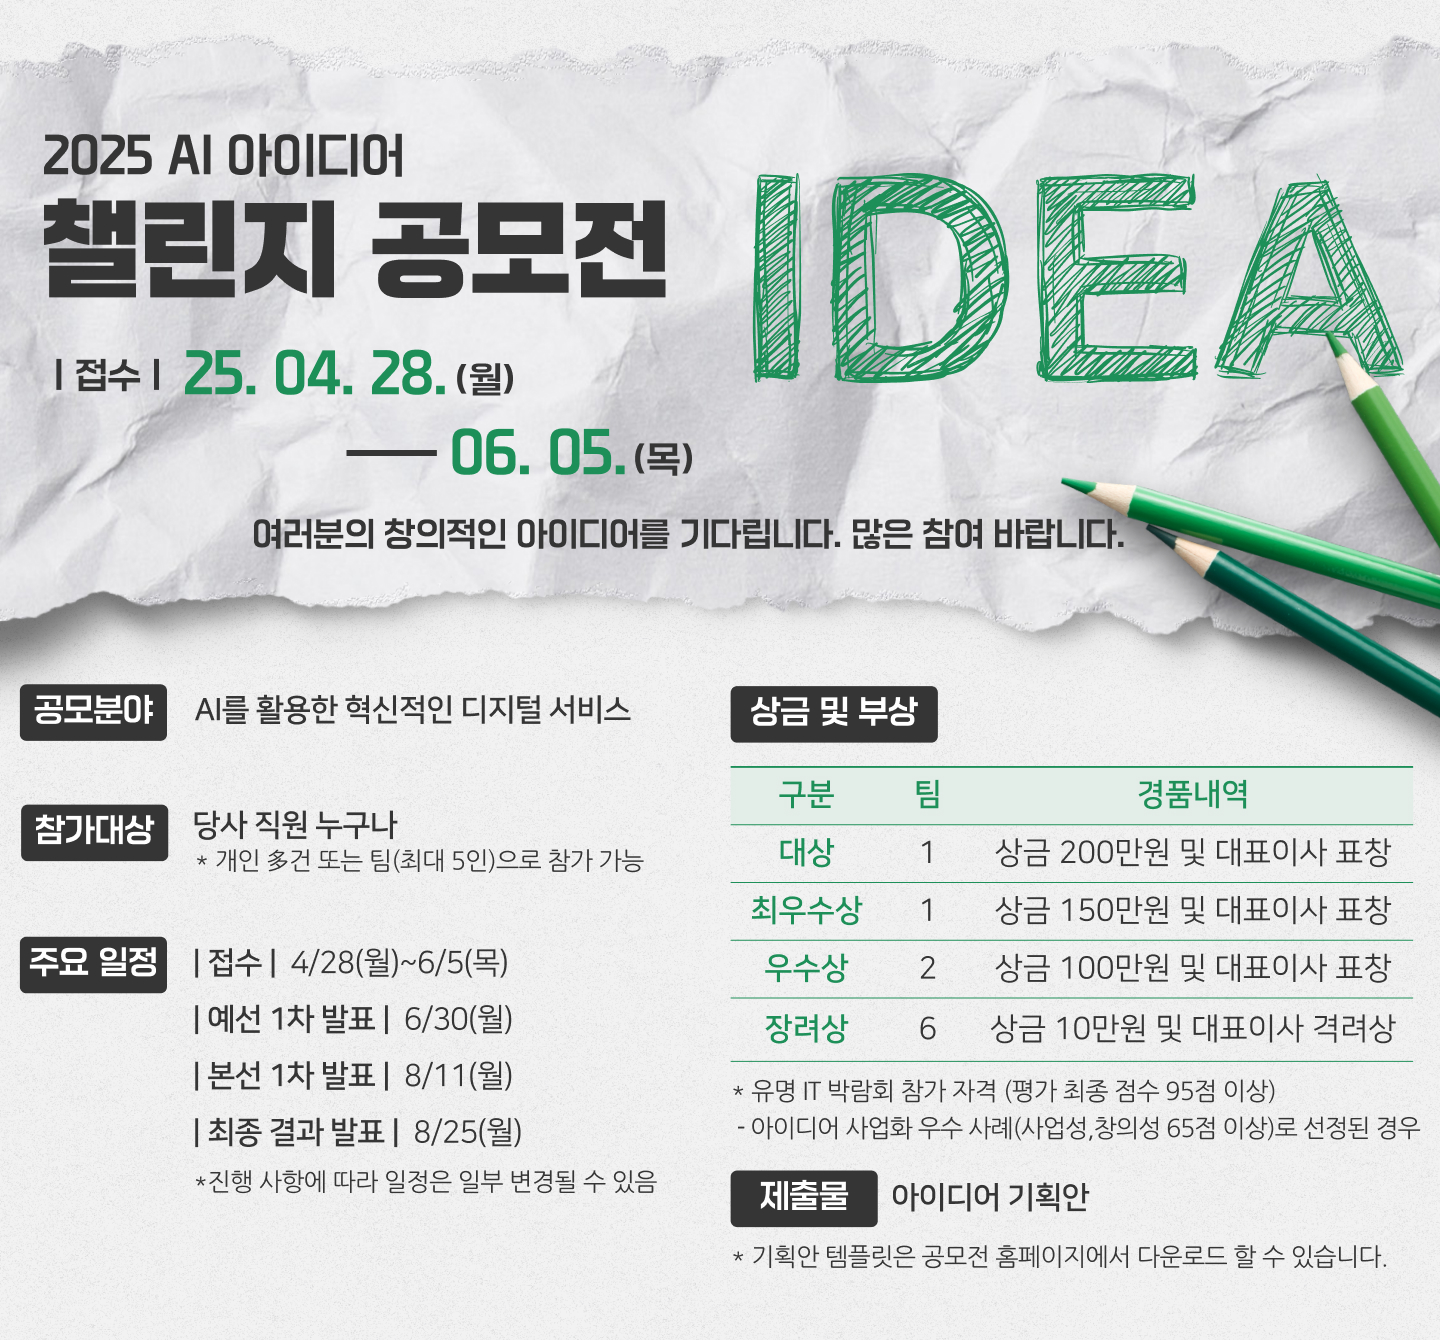 2025 AI 아이디어
챌린지 공모전
IDEA
| 접수 | 25. 04. 28. (월)
— 06. 05. (목)
여러분의 창의적인 아이디어를 기다립니다. 많은 참여 바랍니다.
공모분야 AI를 활용한 혁신적인 디지털 서비스
참가대상 당사 직원 누구나
* 개인 多건 또는 팀(최대 5인)으로 참가 가능
주요 일정 | 접수 | 4/28(월)~6/5(목)
| 예선 1차 발표 | 6/30(월)
| 본선 1차 발표 | 8/11(월)
| 최종 결과 발표 | 8/25(월)
*진행 사항에 따라 일정은 일부 변경될 수 있음
상금 및 부상
구분 팀 경품내역
대상 1 상금 200만원 및 대표이사 표창
최우수상 1 상금 150만원 및 대표이사 표창
우수상 2 상금 100만원 및 대표이사 표창
장려상 6 상금 10만원 및 대표이사 격려상
* 유명 IT 박람회 참가 자격 (평가 최종 점수 95점 이상)
- 아이디어 사업화 우수 사례(사업성,창의성 65점 이상)로 선정된 경우
제출물 아이디어 기획안
* 기획안 템플릿은 공모전 홈페이지에서 다운로드 할 수 있습니다.